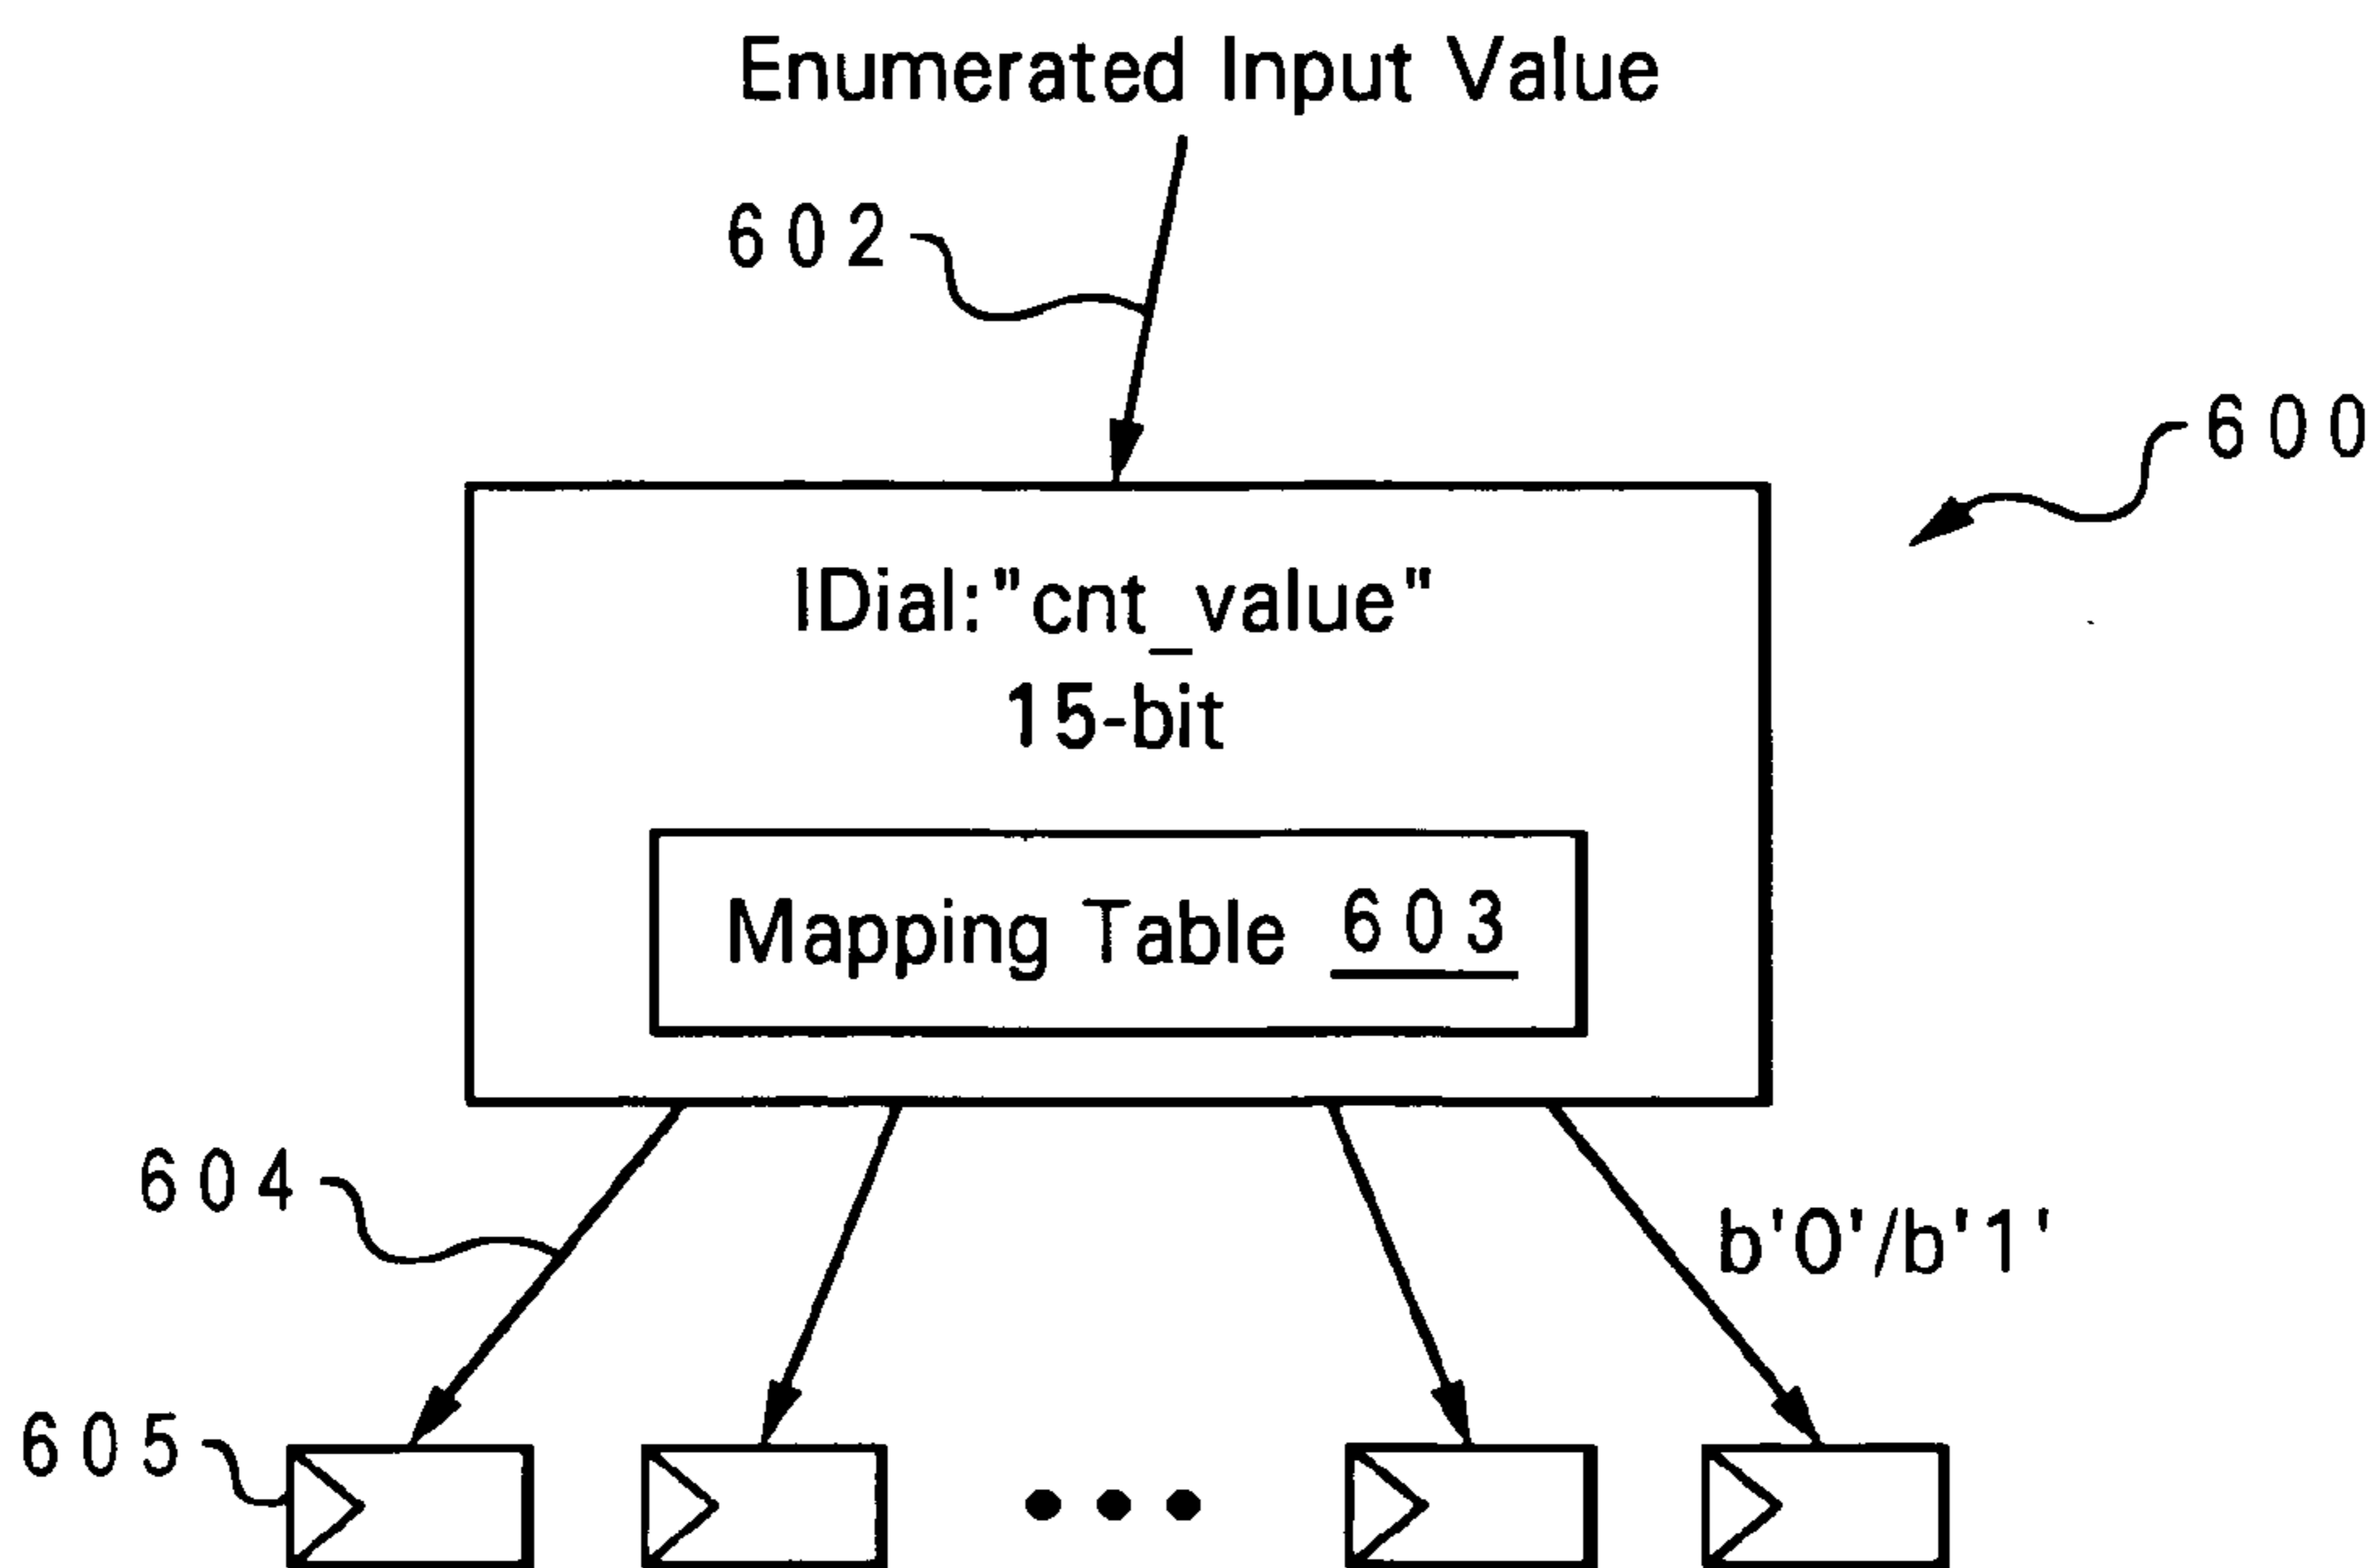 Enumerated Input Value
602
600
IDial:"cnt_value"
15-bit
Mapping Table 603
604
b'0'/b'1'
605